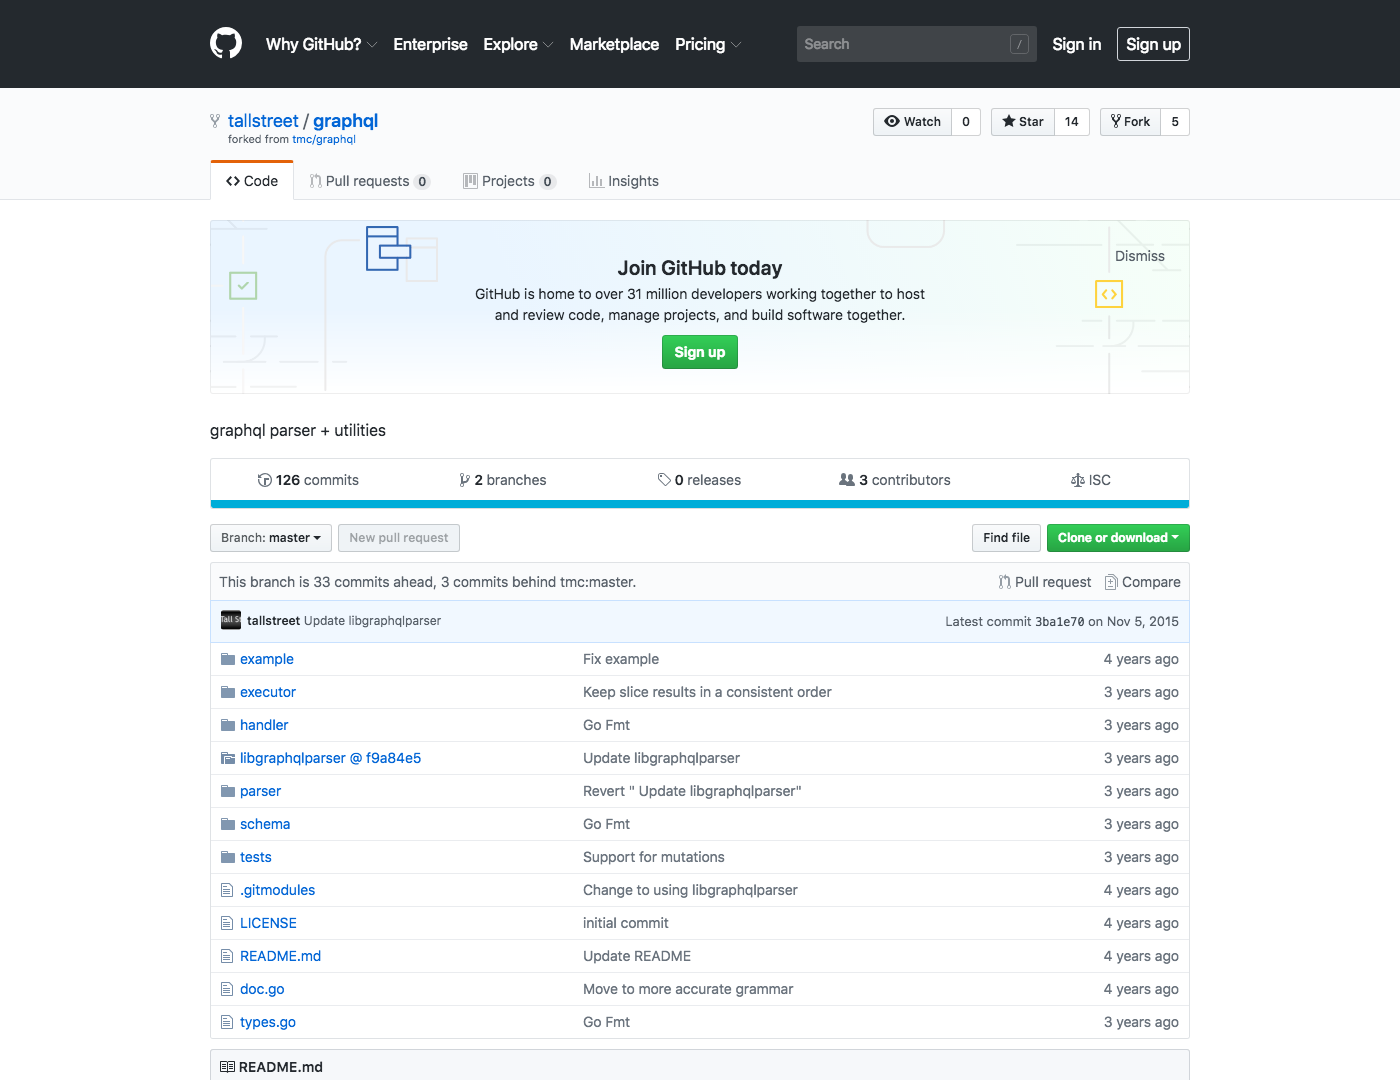 Why GitHub? Enterprise Explore Marketplace Pricing Search / Sign in Sign up
tallstreet / graphql
forked from tmc/graphql
Watch 0 Star 14 Fork 5
Code Pull requests 0 Projects 0 Insights
Join GitHub today
Dismiss
GitHub is home to over 31 million developers working together to host
and review code, manage projects, and build software together.
Sign up
graphql parser + utilities
126 commits 2 branches 0 releases 3 contributors ISC
Branch: master New pull request Find file Clone or download
This branch is 33 commits ahead, 3 commits behind tmc:master. Pull request Compare
Tall St tallstreet Update libgraphqlparser Latest commit 3ba1e70 on Nov 5, 2015
example Fix example 4 years ago
executor Keep slice results in a consistent order 3 years ago
handler Go Fmt 3 years ago
libgraphqlparser @ f9a84e5 Update libgraphqlparser 3 years ago
parser Revert " Update libgraphqlparser" 3 years ago
schema Go Fmt 3 years ago
tests Support for mutations 3 years ago
.gitmodules Change to using libgraphqlparser 4 years ago
LICENSE initial commit 4 years ago
README.md Update README 4 years ago
doc.go Move to more accurate grammar 4 years ago
types.go Go Fmt 3 years ago
README.md